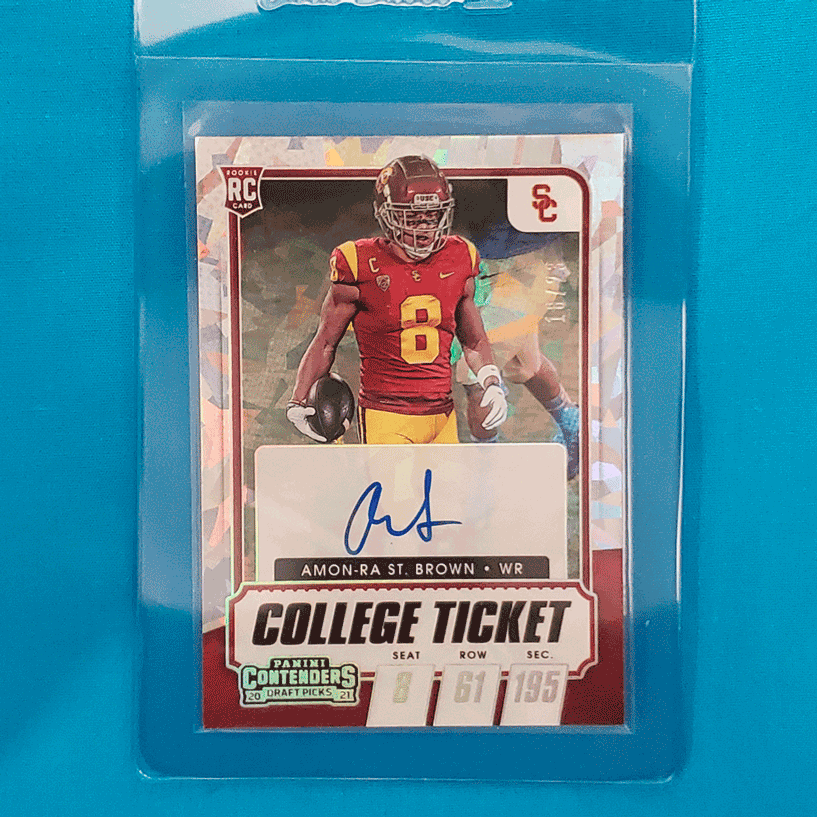 ROOKIE
RC
CARD
SC
USC
C
SC
8
AMON-RA ST. BROWN • WR
COLLEGE TICKET
SEAT ROW SEC.
8 61 195
PANINI
CONTENDERS
20 DRAFT PICKS 21